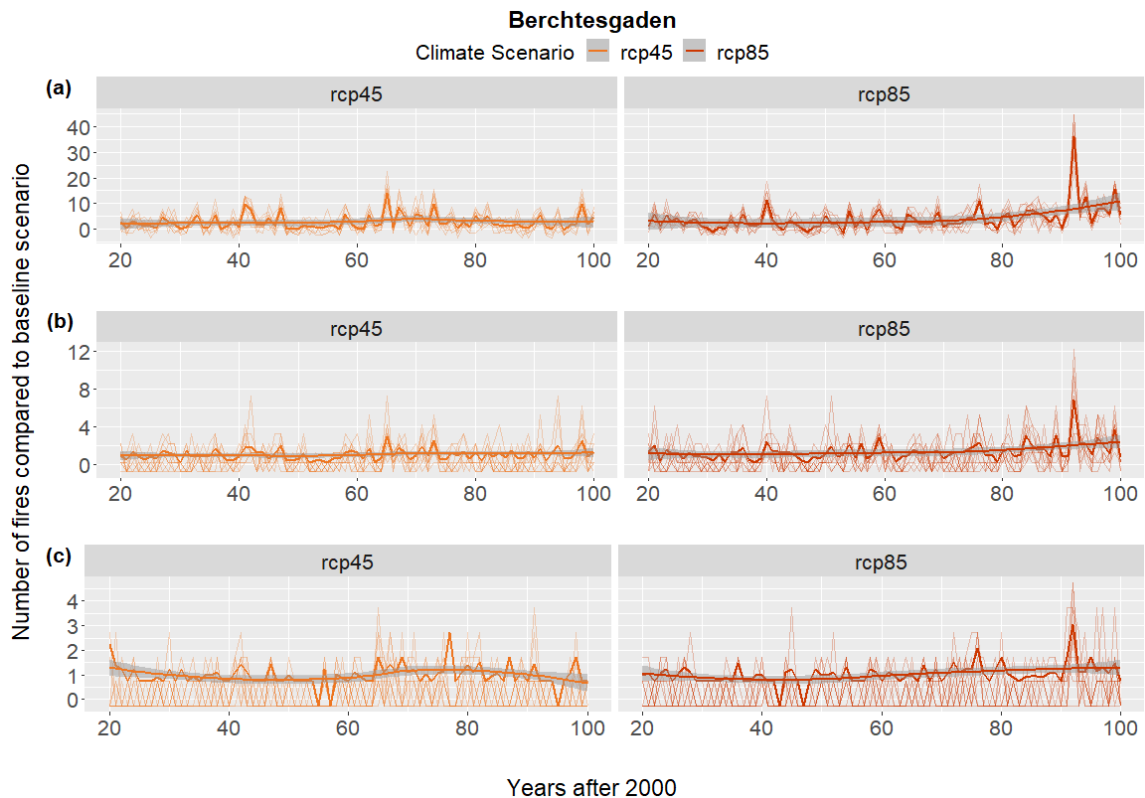 Berchtesgaden
Climate Scenario rcp45 rcp85
Number of fires compared to baseline scenario
(a)
rcp45 rcp85
40
30
20
10
0
20 40 60 80 100 20 40 60 80 100
(b)
rcp45 rcp85
12
8
4
0
20 40 60 80 100 20 40 60 80 100
(c)
rcp45 rcp85
4
3
2
1
0
20 40 60 80 100 20 40 60 80 100
Years after 2000